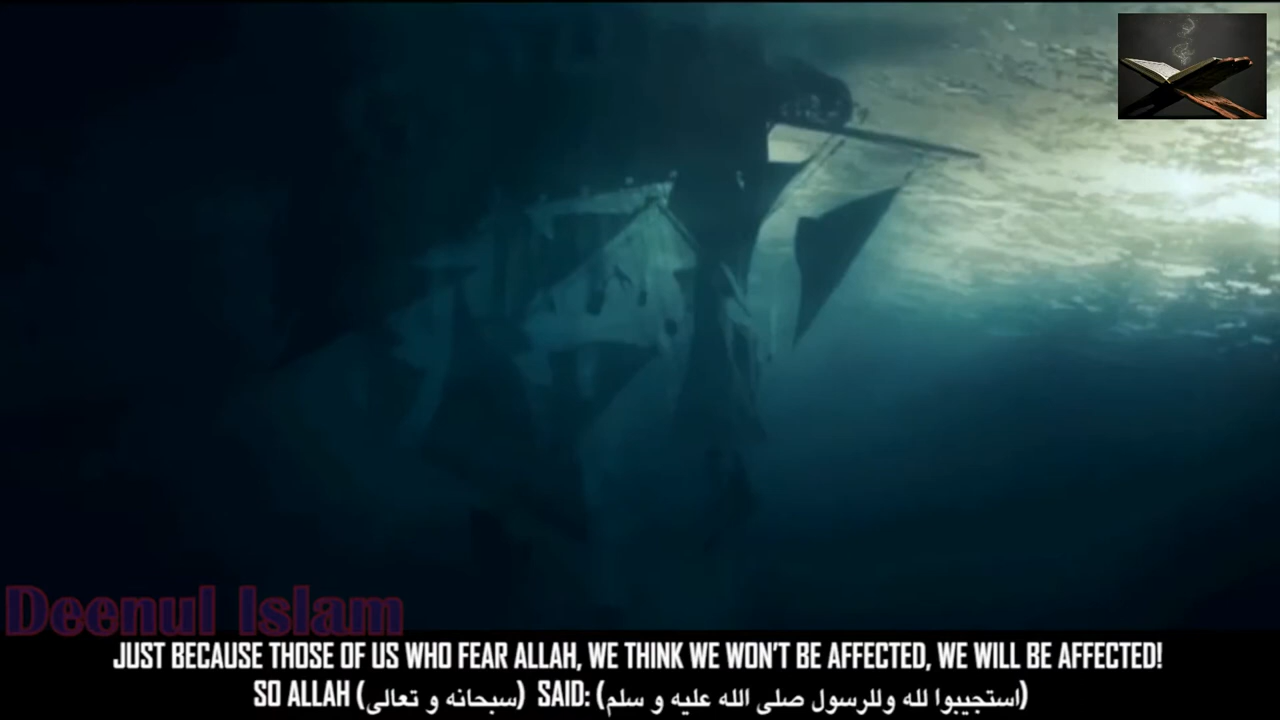 Deenul Islam
JUST BECAUSE THOSE OF US WHO FEAR ALLAH, WE THINK WE WON'T BE AFFECTED, WE WILL BE AFFECTED!
SO ALLAH (سبحانه و تعالى) SAID: (استجيبوا لله وللرسول صلى الله عليه و سلم)